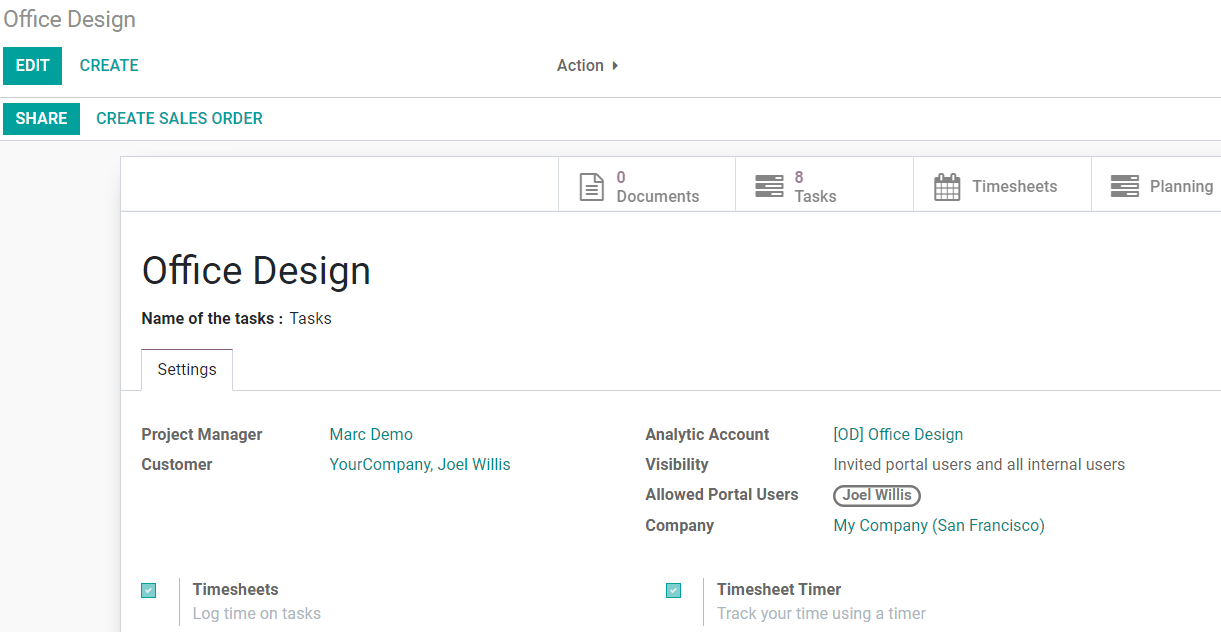 Office Design
EDIT CREATE Action
SHARE CREATE SALES ORDER
0 Documents 8 Tasks Timesheets Planning
Office Design
Name of the tasks : Tasks
Settings
Project Manager Marc Demo Analytic Account [OD] Office Design
Customer YourCompany, Joel Willis Visibility Invited portal users and all internal users
Allowed Portal Users Joel Willis
Company My Company (San Francisco)
Timesheets Timesheet Timer
Log time on tasks Track your time using a timer